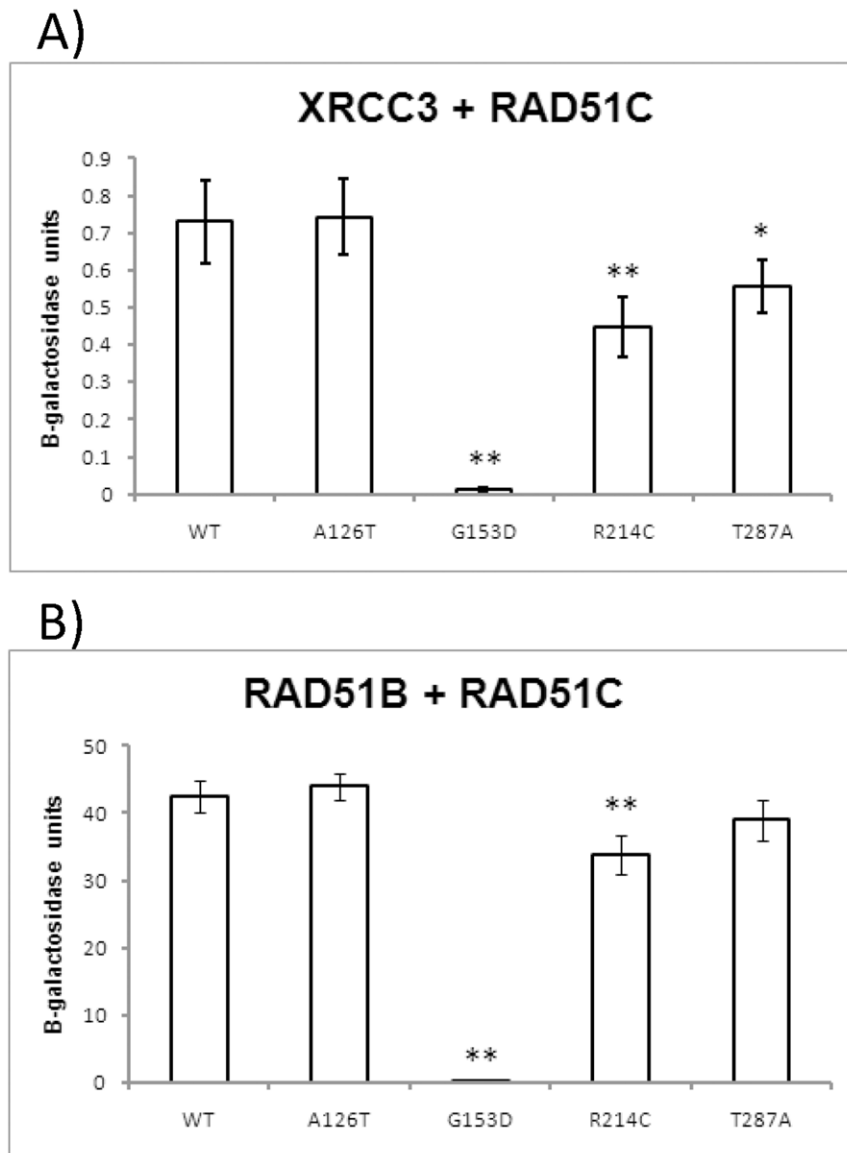 A)
XRCC3 + RAD51C
B-galactosidase units
0.9
0.8
0.7
0.6
0.5
0.4
0.3
0.2
0.1
0
**
**
*
WT A126T G153D R214C T287A
B)
RAD51B + RAD51C
B-galactosidase units
50
40
30
20
10
0
**
**
WT A126T G153D R214C T287A